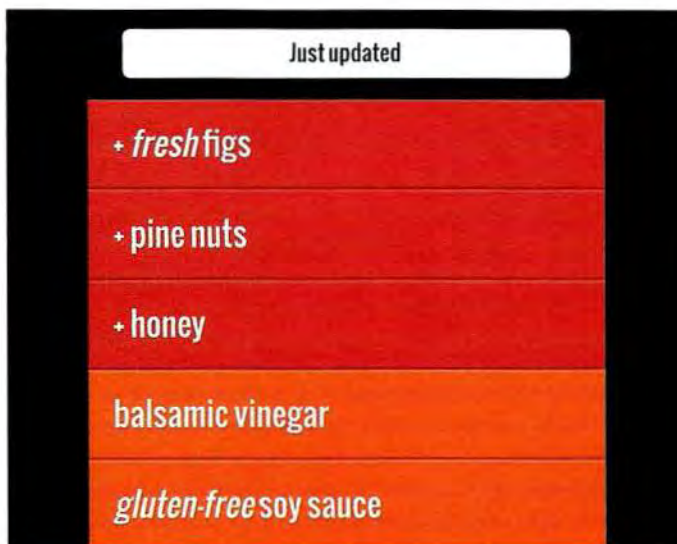 Just updated
+ fresh figs
+ pine nuts
+ honey
balsamic vinegar
gluten-free soy sauce